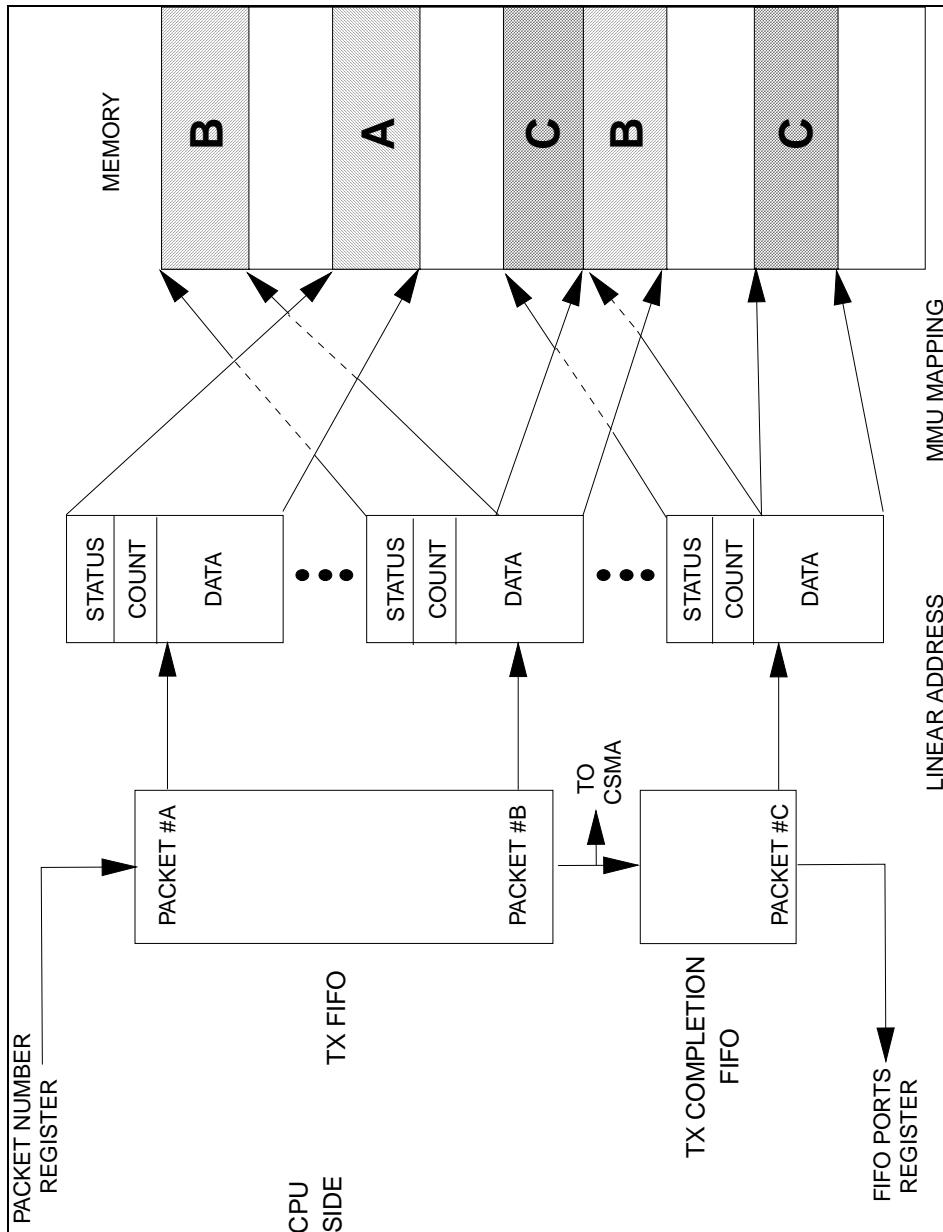 PACKET NUMBER
REGISTER
CPU
SIDE
TX FIFO
PACKET #A
PACKET #B
TO
CSMA
TX COMPLETION
FIFO
PACKET #C
FIFO PORTS
REGISTER
STATUS
COUNT
DATA
STATUS
COUNT
DATA
STATUS
COUNT
DATA
LINEAR ADDRESS
MMU MAPPING
MEMORY
B
A
C
B
C